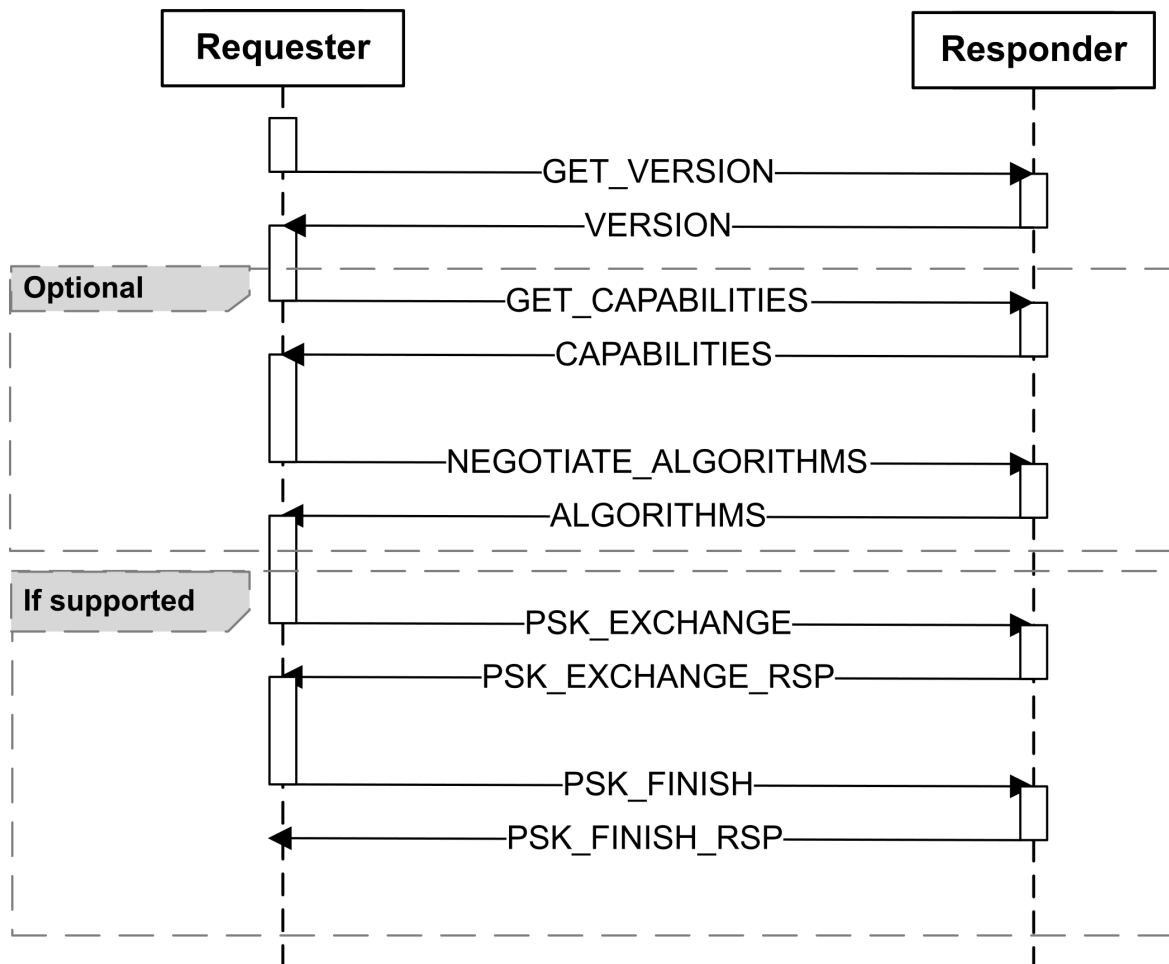 Requester
Responder
GET_VERSION
VERSION
Optional
GET_CAPABILITIES
CAPABILITIES
NEGOTIATE_ALGORITHMS
ALGORITHMS
If supported
PSK_EXCHANGE
PSK_EXCHANGE_RSP
PSK_FINISH
PSK_FINISH_RSP